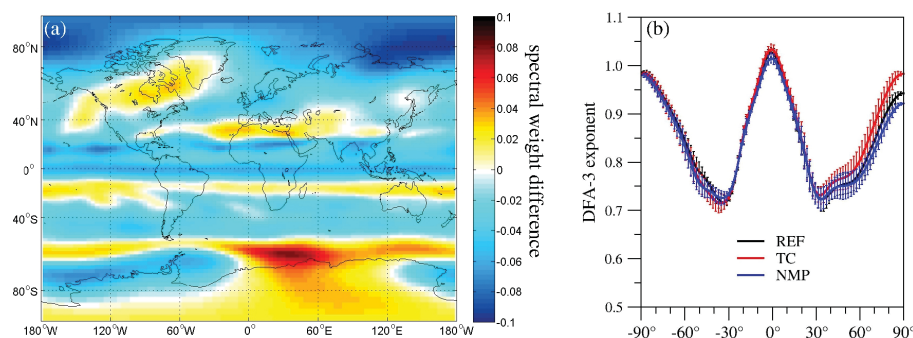 (a)
80°N
40°N
0°
40°S
80°S
180°W 120°W 60°W 0° 60°E 120°E 180°W
0.1
0.08
0.06
0.04
0.02
0
-0.02
-0.04
-0.06
-0.08
-0.1
spectral weight difference
(b)
DFA-3 exponent
1.1
1.0
0.9
0.8
0.7
0.6
0.5
REF
TC
NMP
-90° -60° -30° 0° 30° 60° 90°